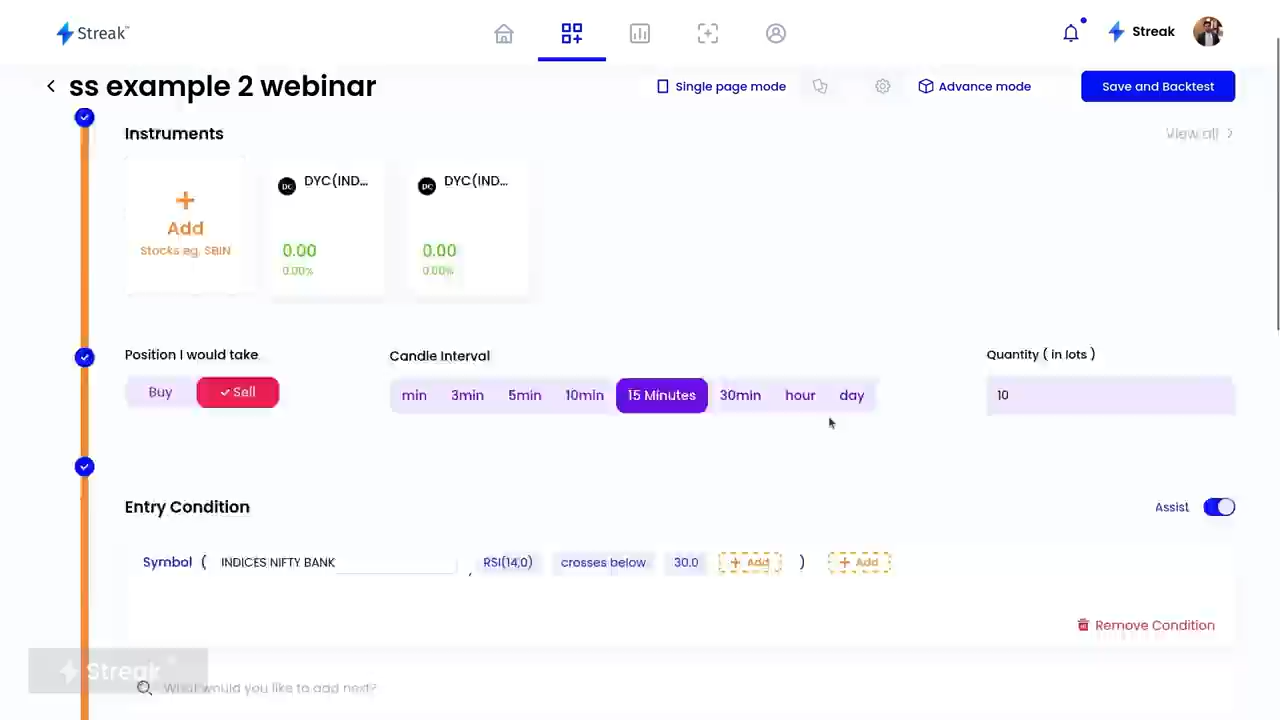 Streak™
Streak
ss example 2 webinar
Single page mode
Advance mode
Save and Backtest
Instruments
View all
+
Add
Stocks eg. SBIN
DC
DYC(IND...
0.00
0.00%
DC
DYC(IND...
0.00
0.00%
Position I would take
Candle Interval
Quantity ( in lots )
Buy
Sell
min 3min 5min 10min 15 Minutes 30min hour day
10
Entry Condition
Assist
Symbol ( INDICES NIFTY BANK , RSI(14,0) crosses below 30.0 + Add ) + Add
Remove Condition
Streak™
What would you like to add next?